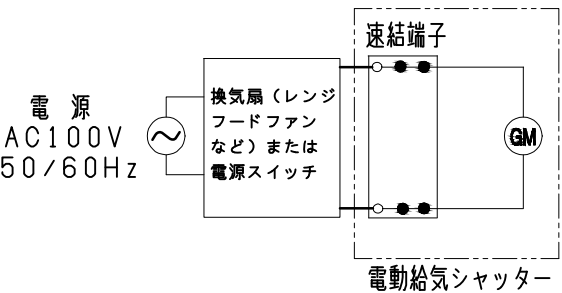 速結端子
電 源
AC100V
50/60Hz
換気扇（レンジ
フードファン
など）または
電源スイッチ
GM
電動給気シャッター